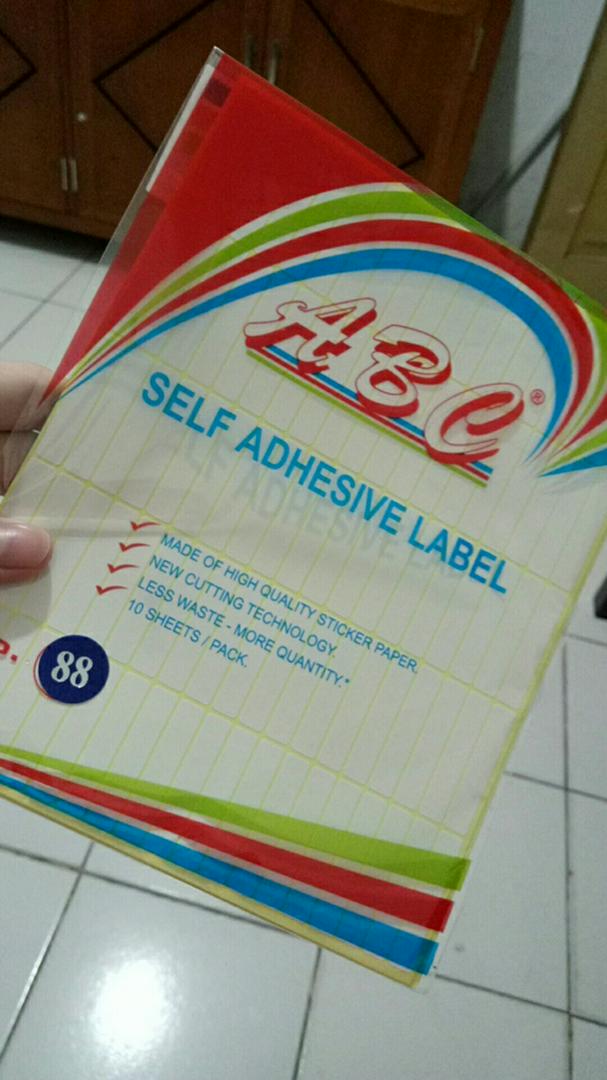 ABC®
SELF ADHESIVE LABEL
MADE OF HIGH QUALITY STICKER PAPER.
NEW CUTTING TECHNOLOGY.
LESS WASTE - MORE QUANTITY.*
10 SHEETS / PACK.
88